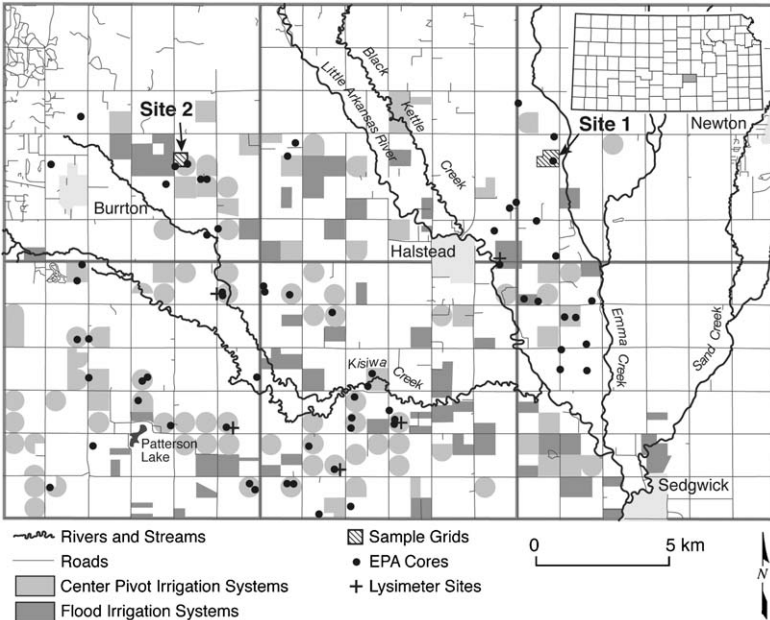 Black
Kettle
Creek
Little Arkansas River
Site 2
Site 1
Newton
Burrton
Halstead
Emma
Creek
Sand Creek
Kisiwa
Creek
Patterson
Lake
Sedgwick
Rivers and Streams
Roads
Center Pivot Irrigation Systems
Flood Irrigation Systems
Sample Grids
EPA Cores
Lysimeter Sites
0 5 km
N